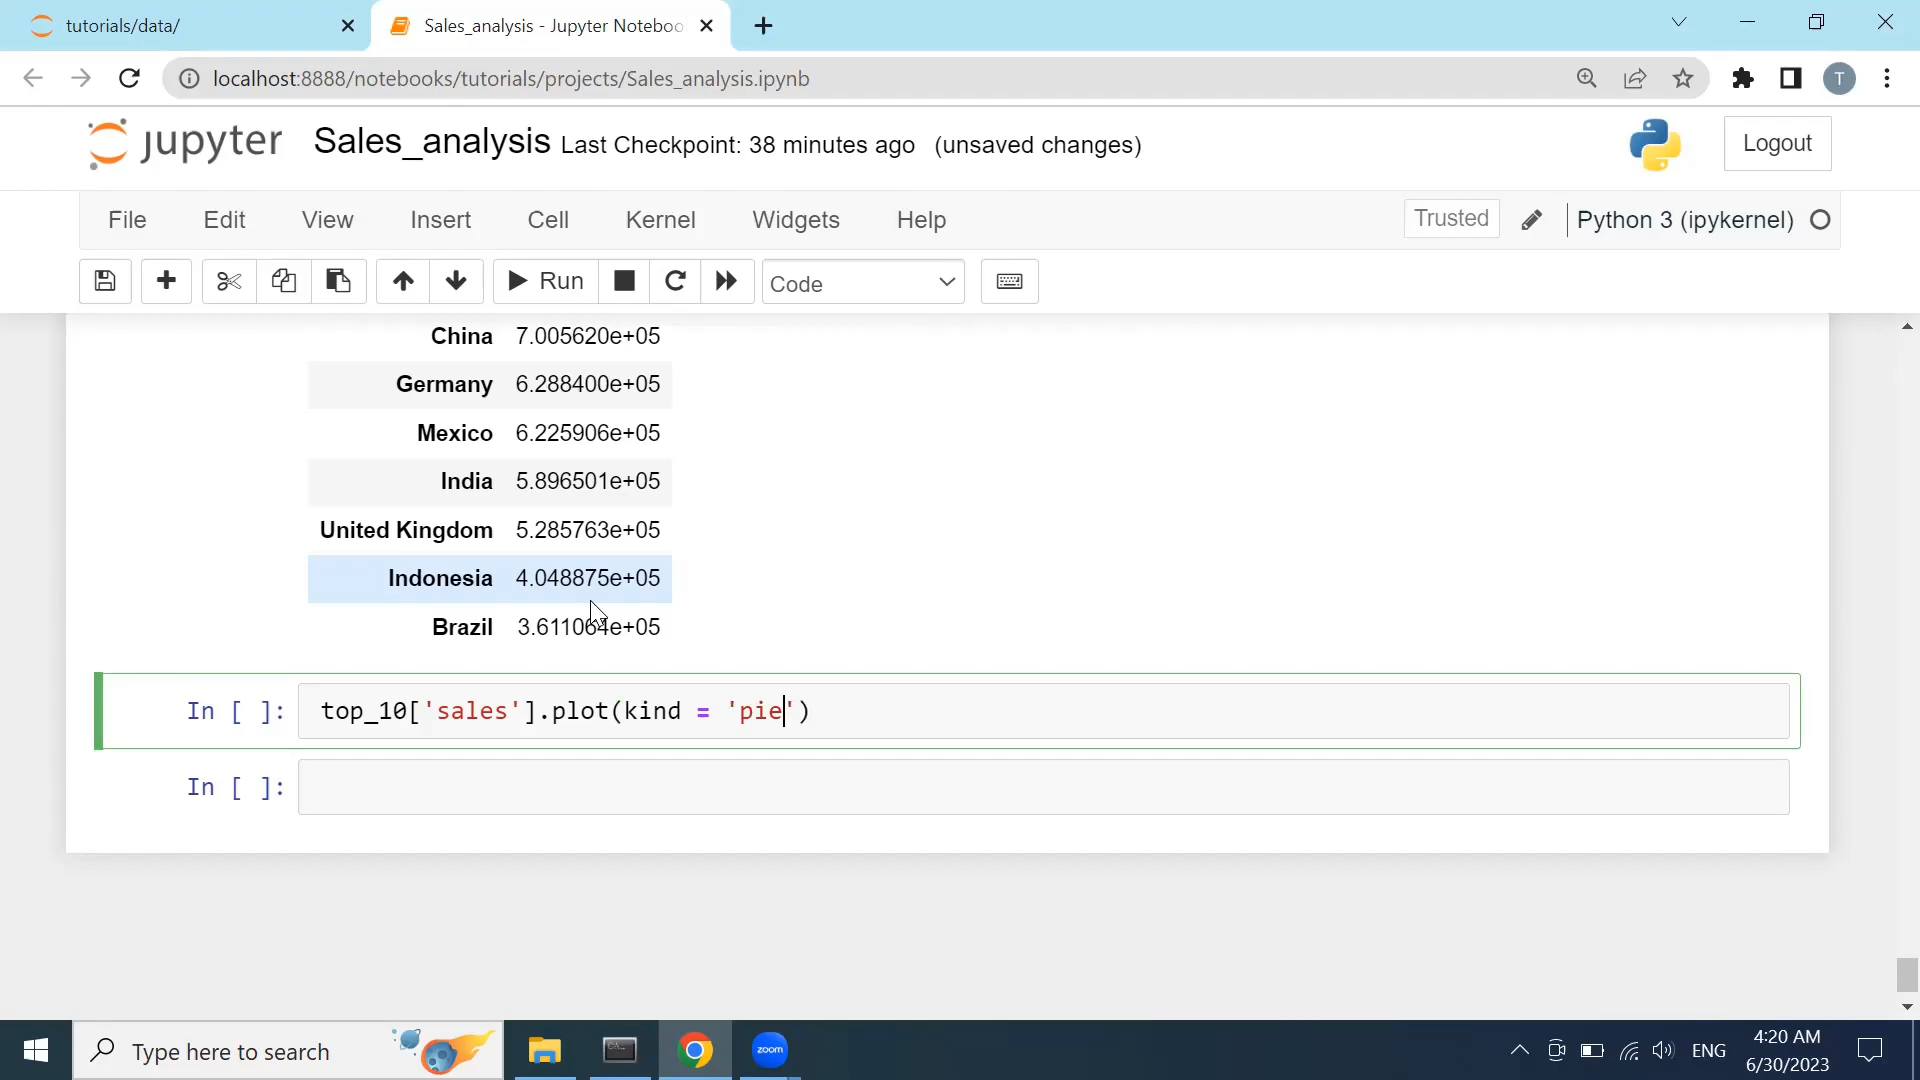 tutorials/data/
Sales_analysis - Jupyter Noteboo
localhost:8888/notebooks/tutorials/projects/Sales_analysis.ipynb
T
jupyter
Sales_analysis Last Checkpoint: 38 minutes ago (unsaved changes)
Logout
File Edit View Insert Cell Kernel Widgets Help
Trusted
Python 3 (ipykernel)
Run
Code
China 7.005620e+05
Germany 6.288400e+05
Mexico 6.225906e+05
India 5.896501e+05
United Kingdom 5.285763e+05
Indonesia 4.048875e+05
Brazil 3.611064e+05
In [ ]: top_10['sales'].plot(kind = 'pie')
In [ ]:
Type here to search
zoom
ENG
4:20 AM
6/30/2023